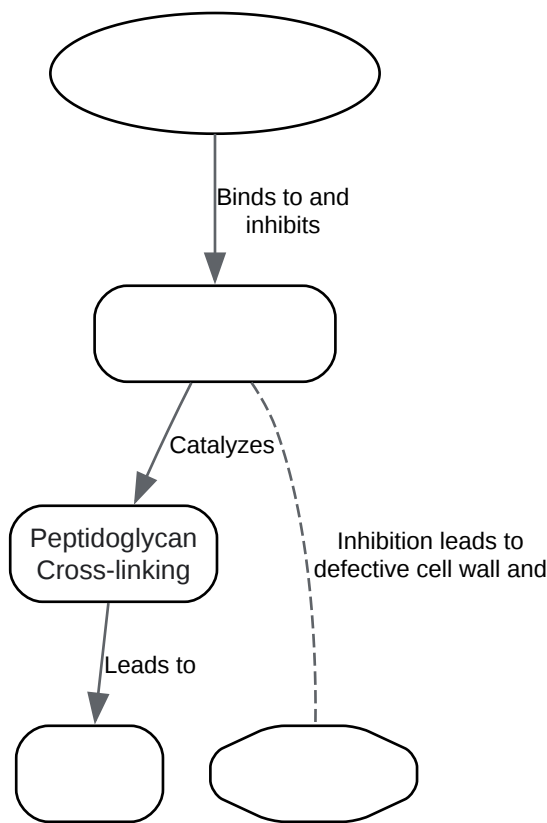 Binds to and
inhibits
Catalyzes
Peptidoglycan
Cross-linking
Inhibition leads to
defective cell wall and
Leads to